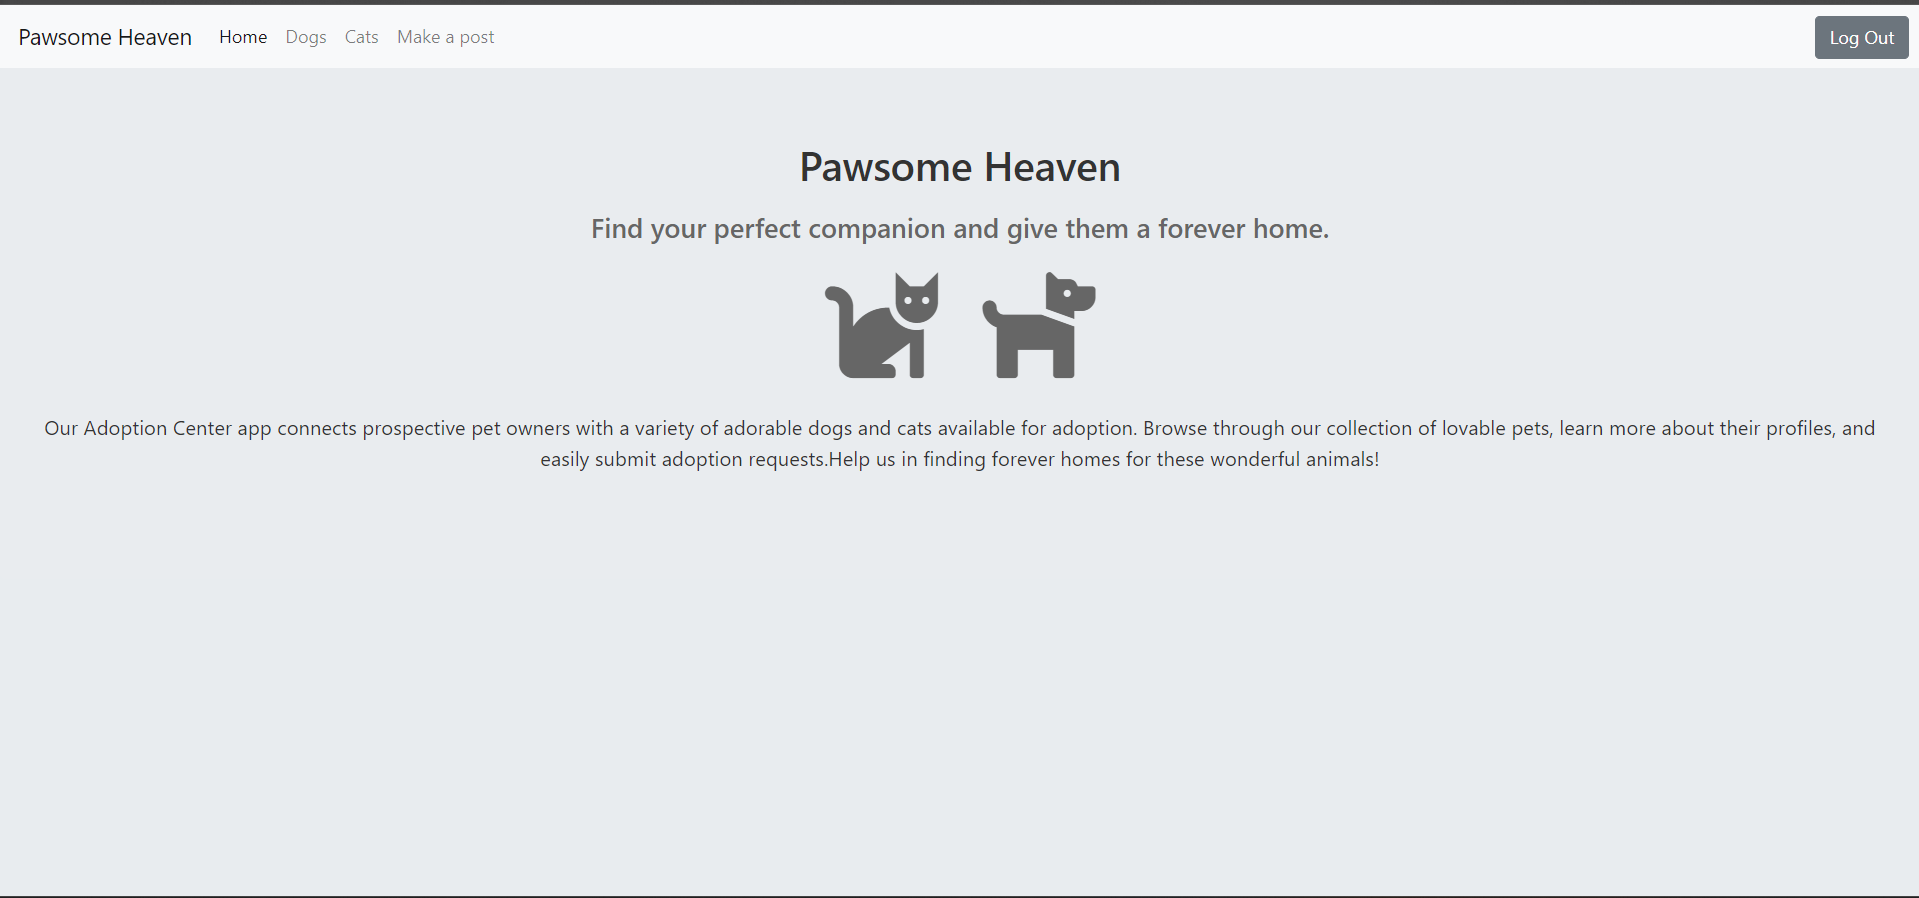 Pawsome Heaven Home Dogs Cats Make a post Log Out
Pawsome Heaven
Find your perfect companion and give them a forever home.
Our Adoption Center app connects prospective pet owners with a variety of adorable dogs and cats available for adoption. Browse through our collection of lovable pets, learn more about their profiles, and
easily submit adoption requests.Help us in finding forever homes for these wonderful animals!